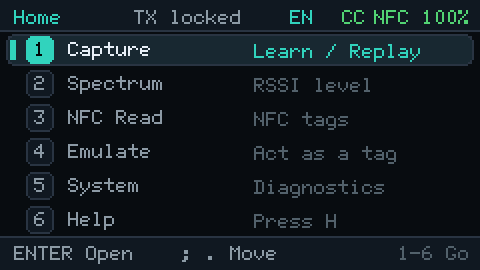 Home TX locked EN CC NFC 100%
1 Capture Learn / Replay
2 Spectrum RSSI level
3 NFC Read NFC tags
4 Emulate Act as a tag
5 System Diagnostics
6 Help Press H
ENTER Open ; . Move 1-6 Go